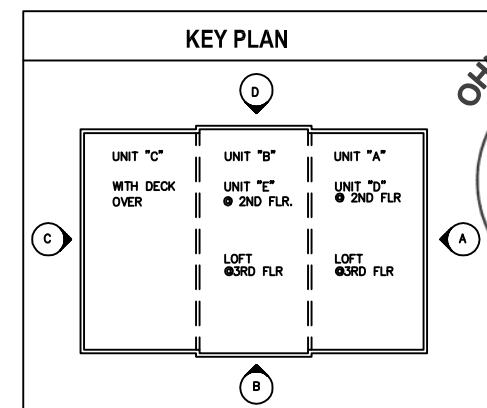 KEY PLAN
D
UNIT "C"
WITH DECK
OVER
UNIT "B"
UNIT "E"
@ 2ND FLR.
LOFT
@3RD FLR
UNIT "A"
UNIT "D"
@ 2ND FLR
LOFT
@3RD FLR
C
A
B